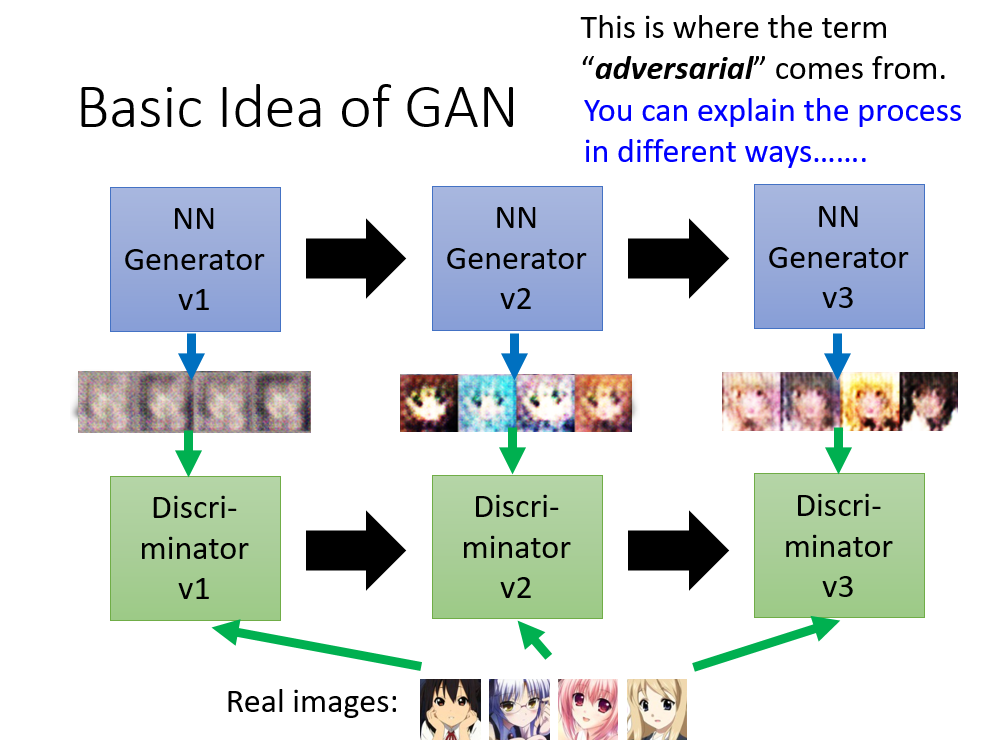 This is where the term
“adversarial” comes from.
Basic Idea of GAN
You can explain the process
in different ways…….
NN
Generator
v1
NN
Generator
v2
NN
Generator
v3
Discri-
minator
v1
Discri-
minator
v2
Discri-
minator
v3
Real images: